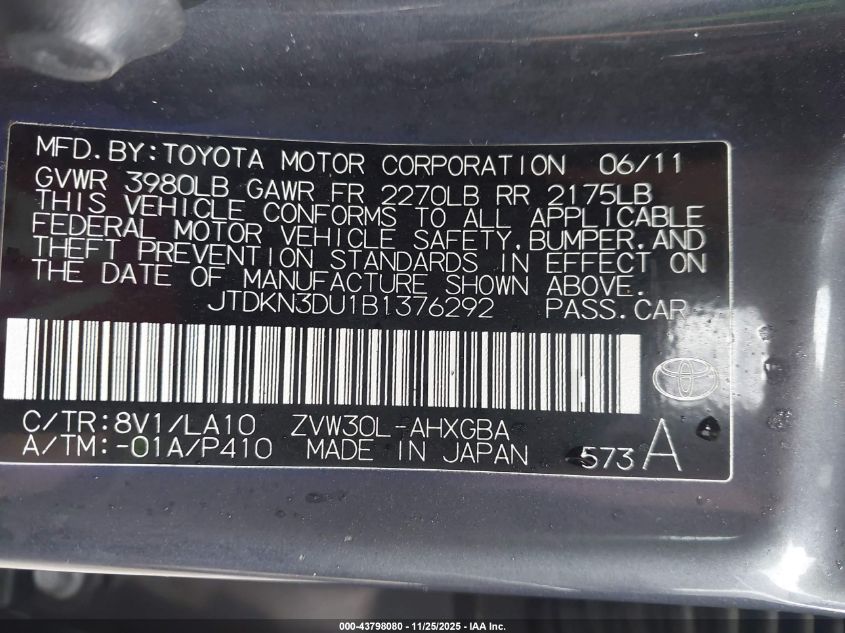 MFD.BY:TOYOTA MOTOR CORPORATION 06/11
GVWR 3980LB GAWR FR 2270LB RR 2175LB
THIS VEHICLE CONFORMS TO ALL APPLICABLE
FEDERAL MOTOR VEHICLE SAFETY,BUMPER,AND
THEFT PREVENTION STANDARDS IN EFFECT ON
THE DATE OF MANUFACTURE SHOWN ABOVE.
JTDKN3DU1B1376292 PASS.CAR
C/TR:8V1/LA10 ZVW30L-AHXGBA
A/TM:-01A/P410 MADE IN JAPAN 573A
000-43798080 - 11/25/2025 - IAA Inc.